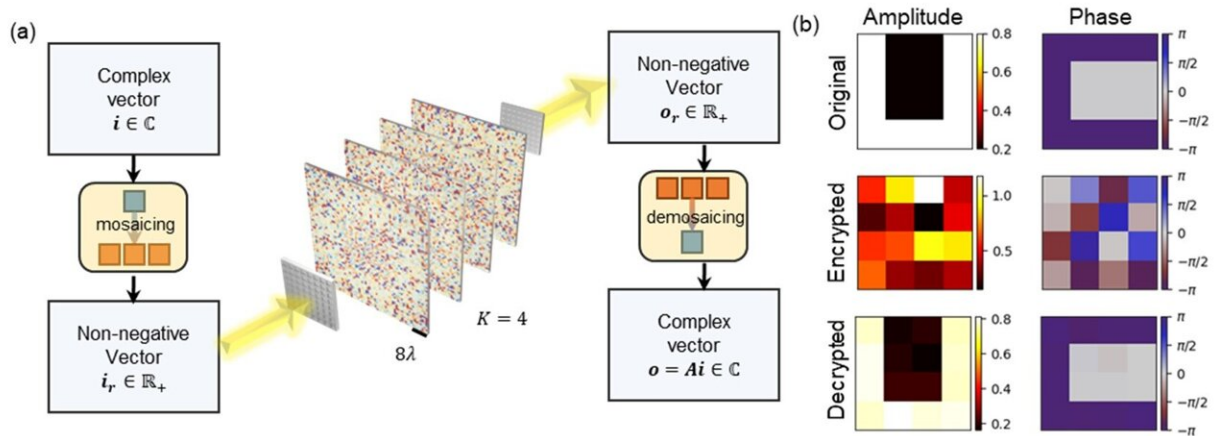 (a)
Complex
vector
i ∈ ℂ
mosaicing
Non-negative
Vector
i_r ∈ ℝ₊
8λ
K = 4
Non-negative
Vector
o_r ∈ ℝ₊
demosaicing
Complex
vector
o = Ai ∈ ℂ
(b)
Amplitude Phase
Original
0.8
0.6
0.4
0.2
π
π/2
0
−π/2
−π
Encrypted
1.0
0.5
π
π/2
0
−π/2
−π
Decrypted
0.8
0.6
0.4
0.2
π
π/2
0
−π/2
−π